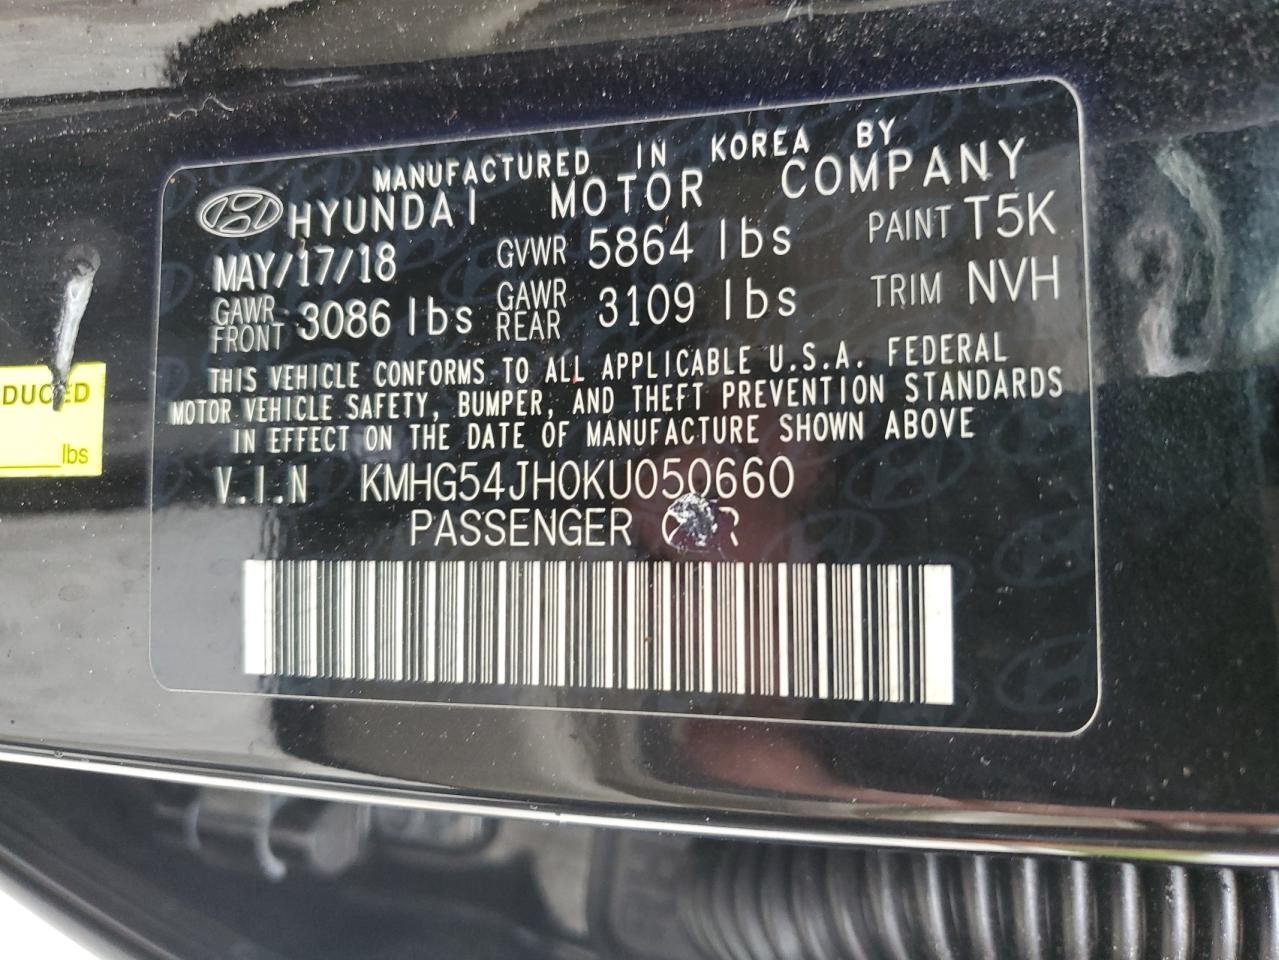 MANUFACTURED IN KOREA BY
HYUNDAI MOTOR COMPANY
MAY/17/18 GVWR 5864 lbs PAINT T5K
GAWR FRONT 3086 lbs GAWR REAR 3109 lbs TRIM NVH
THIS VEHICLE CONFORMS TO ALL APPLICABLE U.S.A. FEDERAL
MOTOR VEHICLE SAFETY, BUMPER, AND THEFT PREVENTION STANDARDS
IN EFFECT ON THE DATE OF MANUFACTURE SHOWN ABOVE
V.I.N KMHG54JH0KU050660
PASSENGER
lbs